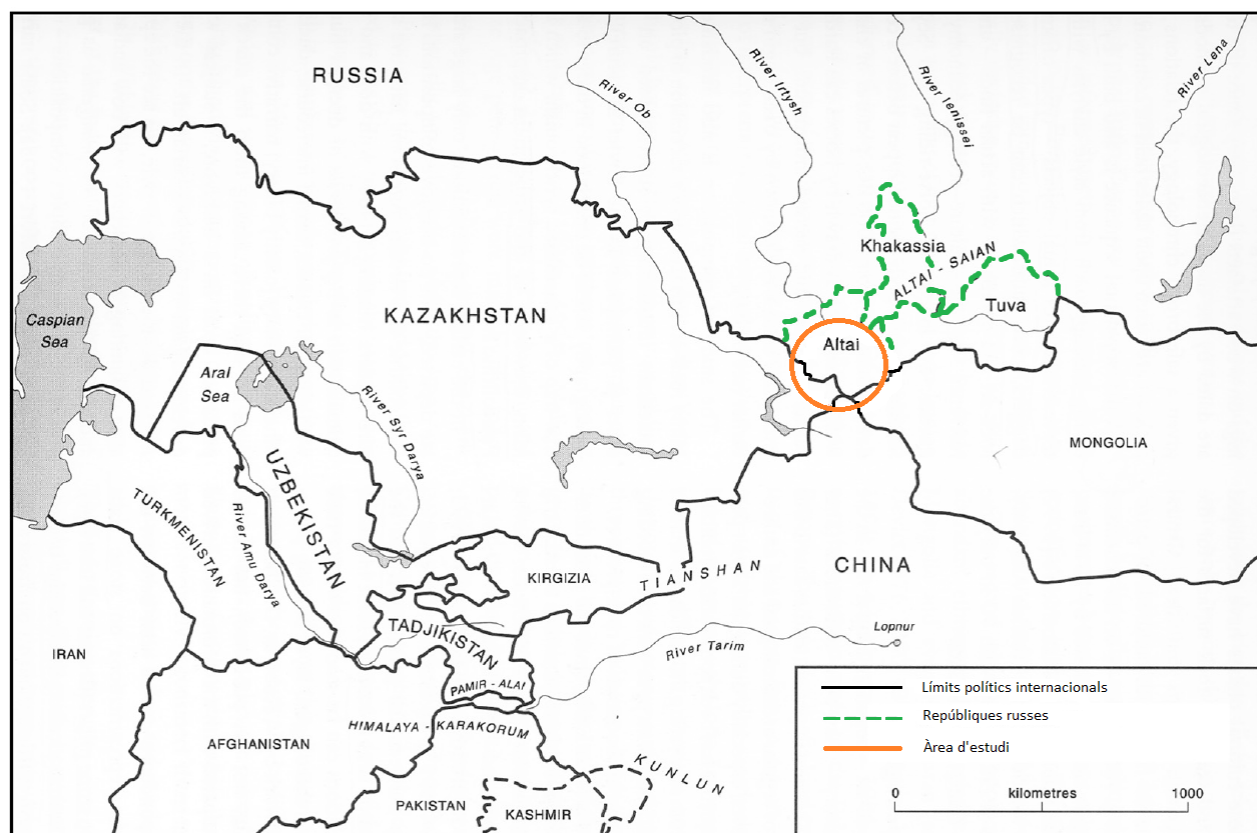 RUSSIA
River Ob
River Irtysh
River Ienissei
River Lena
Khakassia
ALTAI - SAIAN
Tuva
Altai
Caspian
Sea
KAZAKHSTAN
Aral
Sea
River Syr Darya
MONGOLIA
UZBEKISTAN
TURKMENISTAN
River Amu Darya
KIRGIZIA
TIANSHAN
CHINA
TADJIKISTAN
Lopnur
River Tarim
IRAN
PAMIR - ALAI
HIMALAYA - KARAKORUM
AFGHANISTAN
KUNLUN
PAKISTAN
KASHMIR
Límits polítics internacionals
Repúbliques russes
Àrea d'estudi
0 kilometres 1000